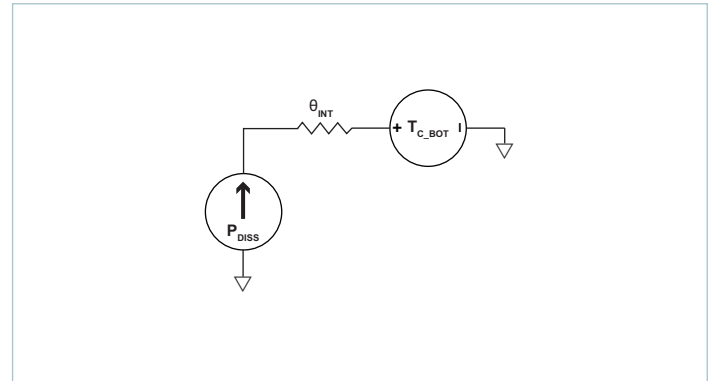 θINT
+ TC_BOT –
PDISS